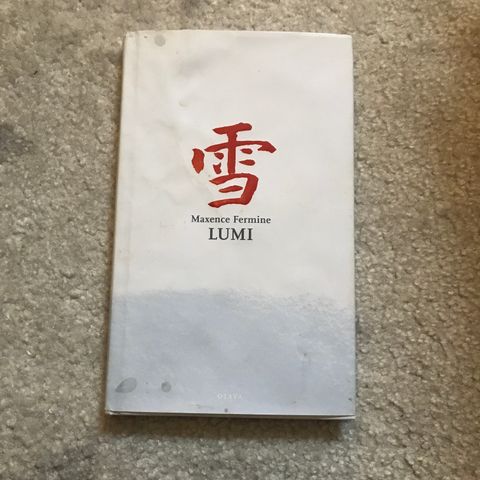 雪
Maxence Fermine
LUMI
OTAVA